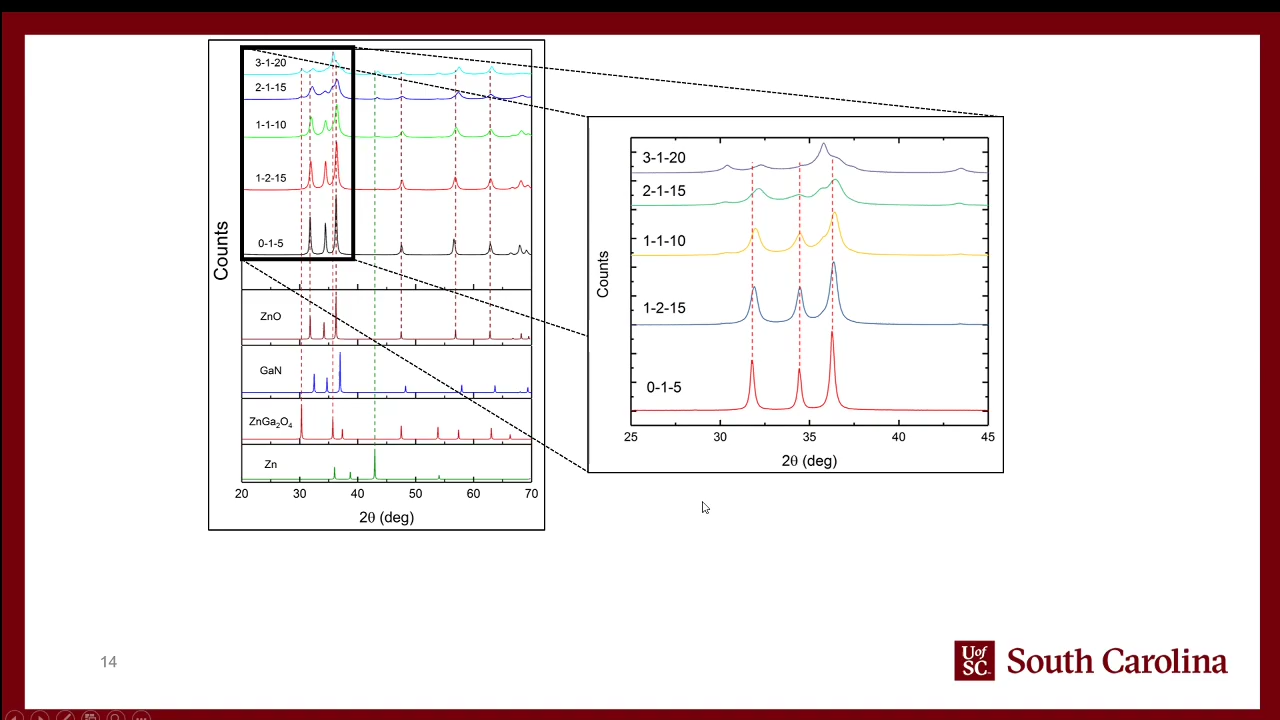 3-1-20
2-1-15
1-1-10
1-2-15
0-1-5
Counts
ZnO
GaN
ZnGa₂O₄
Zn
20 30 40 50 60 70
2θ (deg)
3-1-20
2-1-15
1-1-10
1-2-15
0-1-5
Counts
25 30 35 40 45
2θ (deg)
14
UofSC
South Carolina